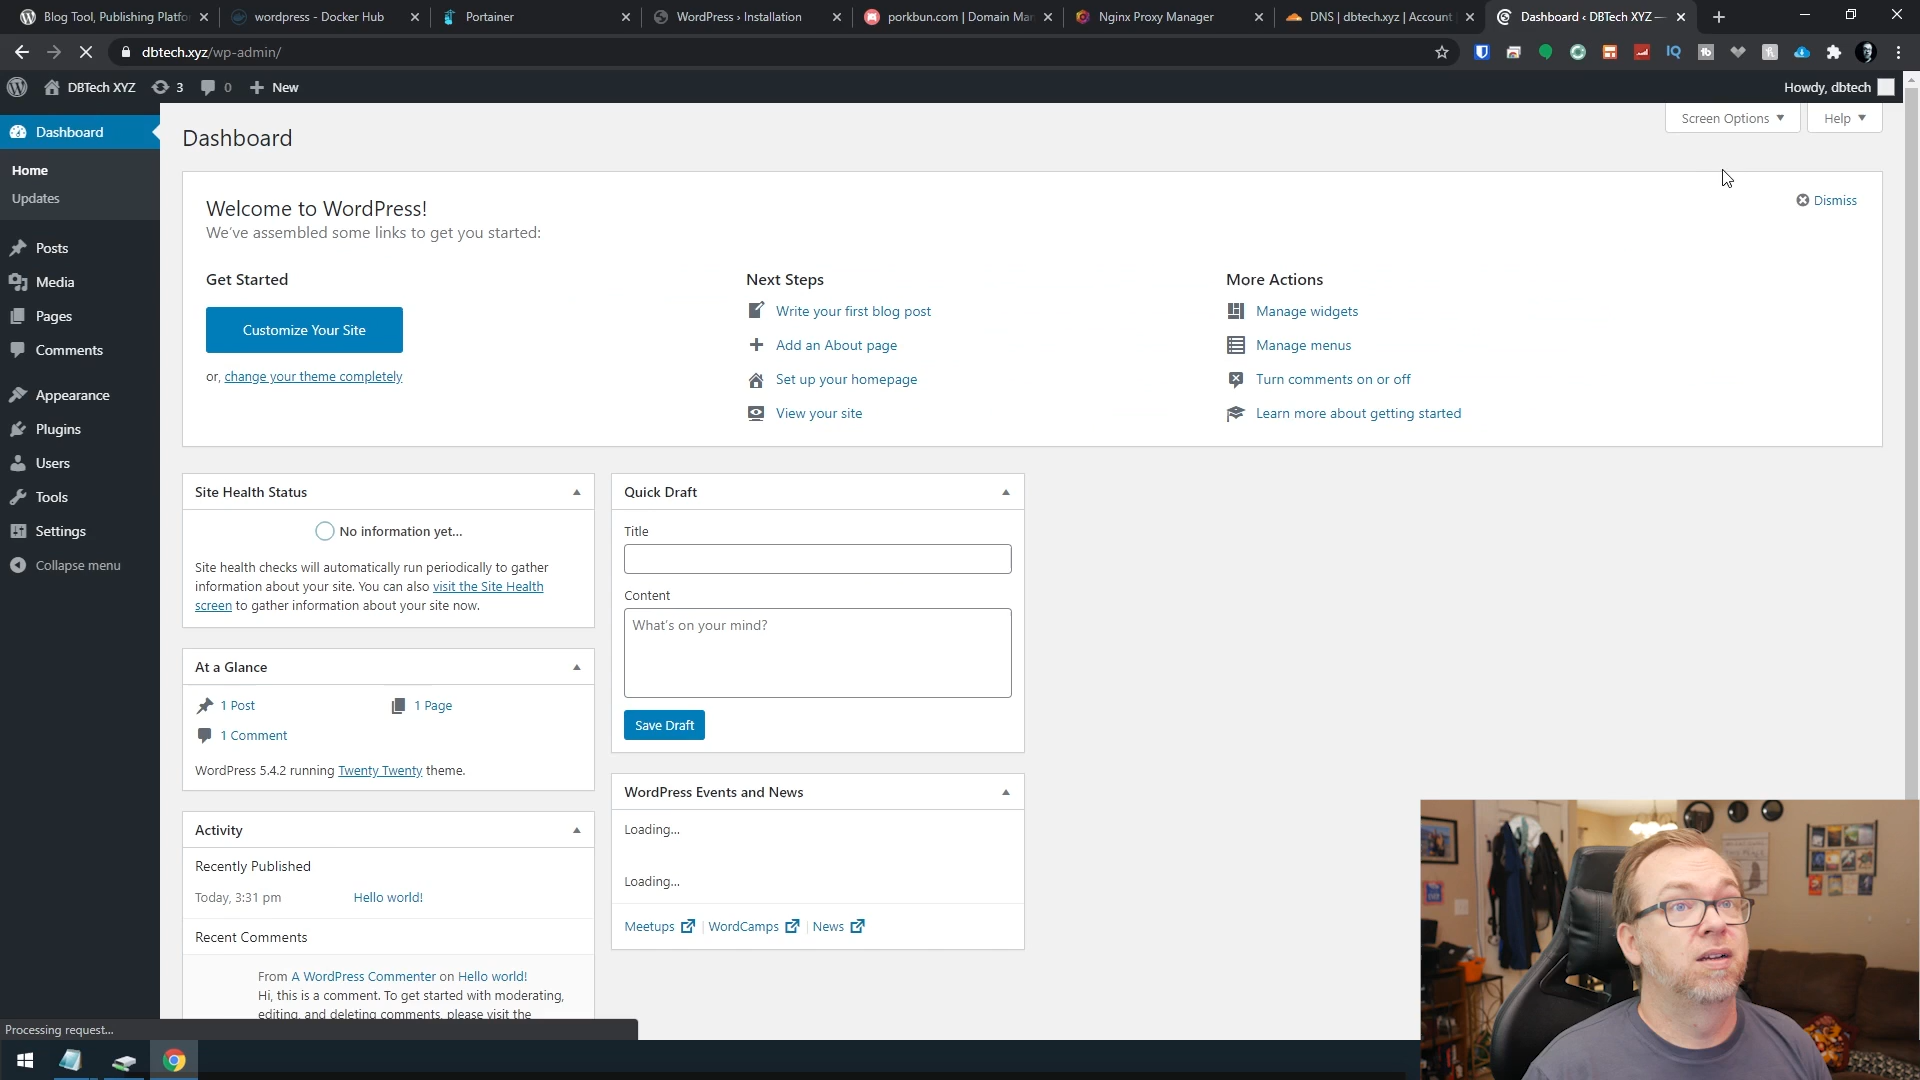 Blog Tool, Publishing Platfo
wordpress - Docker Hub
Portainer
WordPress › Installation
porkbun.com | Domain Mar
Nginx Proxy Manager
DNS | dbtech.xyz | Account
Dashboard ‹ DBTech XYZ —
dbtech.xyz/wp-admin/
DBTech XYZ
3
0
New
Howdy, dbtech
Dashboard
Home
Updates
Posts
Media
Pages
Comments
Appearance
Plugins
Users
Tools
Settings
Collapse menu
Screen Options
Help
Dashboard
Welcome to WordPress!
We've assembled some links to get you started:
Dismiss
Get Started
Customize Your Site
or, change your theme completely
Next Steps
Write your first blog post
Add an About page
Set up your homepage
View your site
More Actions
Manage widgets
Manage menus
Turn comments on or off
Learn more about getting started
Site Health Status
No information yet...
Site health checks will automatically run periodically to gather
information about your site. You can also visit the Site Health
screen to gather information about your site now.
At a Glance
1 Post
1 Page
1 Comment
WordPress 5.4.2 running Twenty Twenty theme.
Activity
Recently Published
Today, 3:31 pm
Hello world!
Recent Comments
From A WordPress Commenter on Hello world!
Hi, this is a comment. To get started with moderating,
editing, and deleting comments, please visit the
Quick Draft
Title
Content
What's on your mind?
Save Draft
WordPress Events and News
Loading...
Loading...
Meetups | WordCamps | News
Processing request...